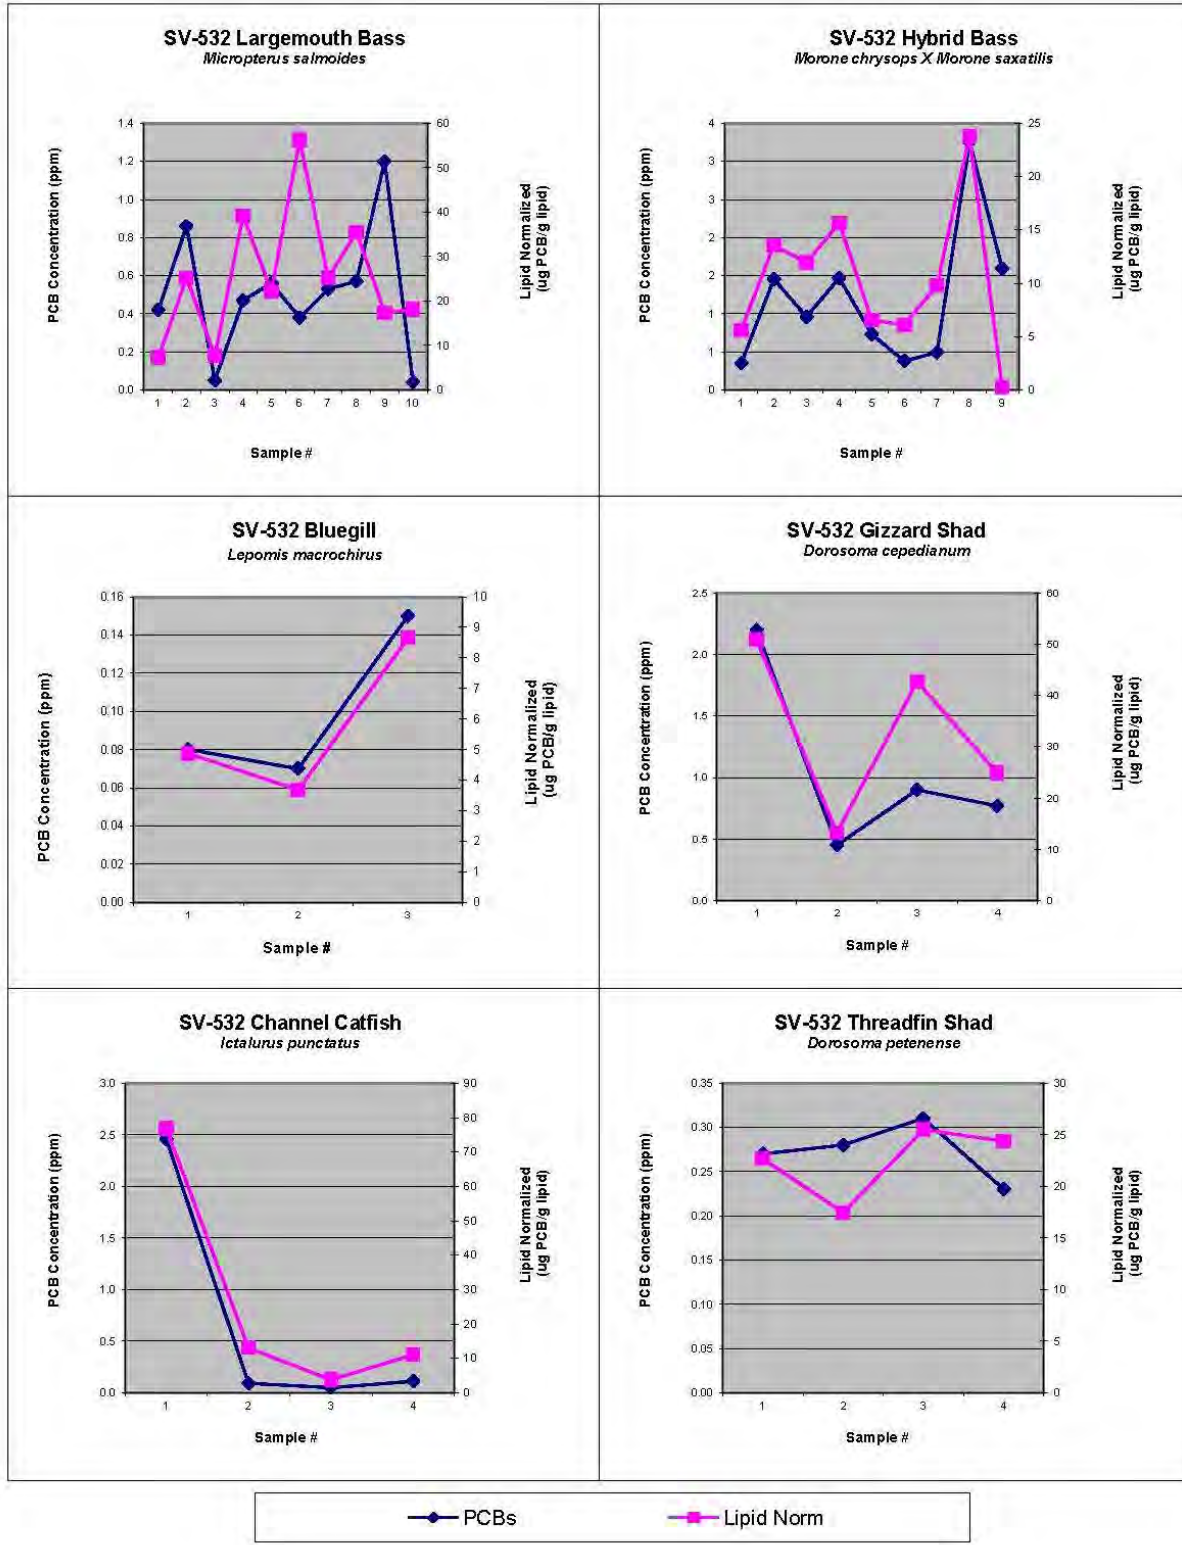 SV-532 Largemouth Bass
Micropterus salmoides
PCB Concentration (ppm)
1.4
1.2
1.0
0.8
0.6
0.4
0.2
0.0
60
50
40
30
20
10
0
Lipid Normalized
(ug PCB/g lipid)
1 2 3 4 5 6 7 8 9 10
Sample #
SV-532 Hybrid Bass
Morone chrysops X Morone saxatilis
PCB Concentration (ppm)
4
3
3
2
2
1
1
0
25
20
15
10
5
0
Lipid Normalized
(ug PCB/g lipid)
1 2 3 4 5 6 7 8 9
Sample #
SV-532 Bluegill
Lepomis macrochirus
PCB Concentration (ppm)
0.16
0.14
0.12
0.10
0.08
0.06
0.04
0.02
0.00
10
9
8
7
6
5
4
3
2
1
0
Lipid Normalized
(ug PCB/g lipid)
1 2 3
Sample #
SV-532 Gizzard Shad
Dorosoma cepedianum
PCB Concentration (ppm)
2.5
2.0
1.5
1.0
0.5
0.0
60
50
40
30
20
10
0
Lipid Normalized
(ug PCB/g lipid)
1 2 3 4
Sample #
SV-532 Channel Catfish
Ictalurus punctatus
PCB Concentration (ppm)
3.0
2.5
2.0
1.5
1.0
0.5
0.0
90
80
70
60
50
40
30
20
10
0
Lipid Normalized
(ug PCB/g lipid)
1 2 3 4
Sample #
SV-532 Threadfin Shad
Dorosoma petenense
PCB Concentration (ppm)
0.35
0.30
0.25
0.20
0.15
0.10
0.05
0.00
30
25
20
15
10
5
0
Lipid Normalized
(ug PCB/g lipid)
1 2 3 4
Sample #
PCBs Lipid Norm